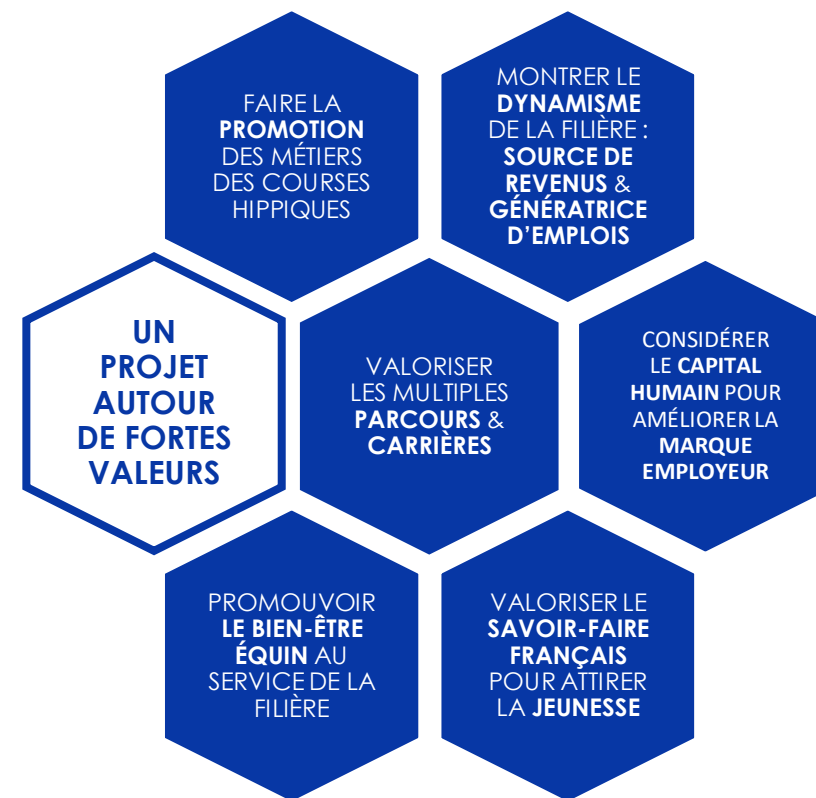 FAIRE LA
PROMOTION
DES MÉTIERS
DES COURSES
HIPPIQUES
MONTRER LE
DYNAMISME
DE LA FILIÈRE :
SOURCE DE
REVENUS &
GÉNÉRATRICE
D’EMPLOIS
UN
PROJET
AUTOUR
DE FORTES
VALEURS
VALORISER
LES MULTIPLES
PARCOURS &
CARRIÈRES
CONSIDÉRER
LE CAPITAL
HUMAIN POUR
AMÉLIORER LA
MARQUE
EMPLOYEUR
PROMOUVOIR
LE BIEN-ÊTRE
ÉQUIN AU
SERVICE DE LA
FILIÈRE
VALORISER LE
SAVOIR-FAIRE
FRANÇAIS
POUR ATTIRER
LA JEUNESSE